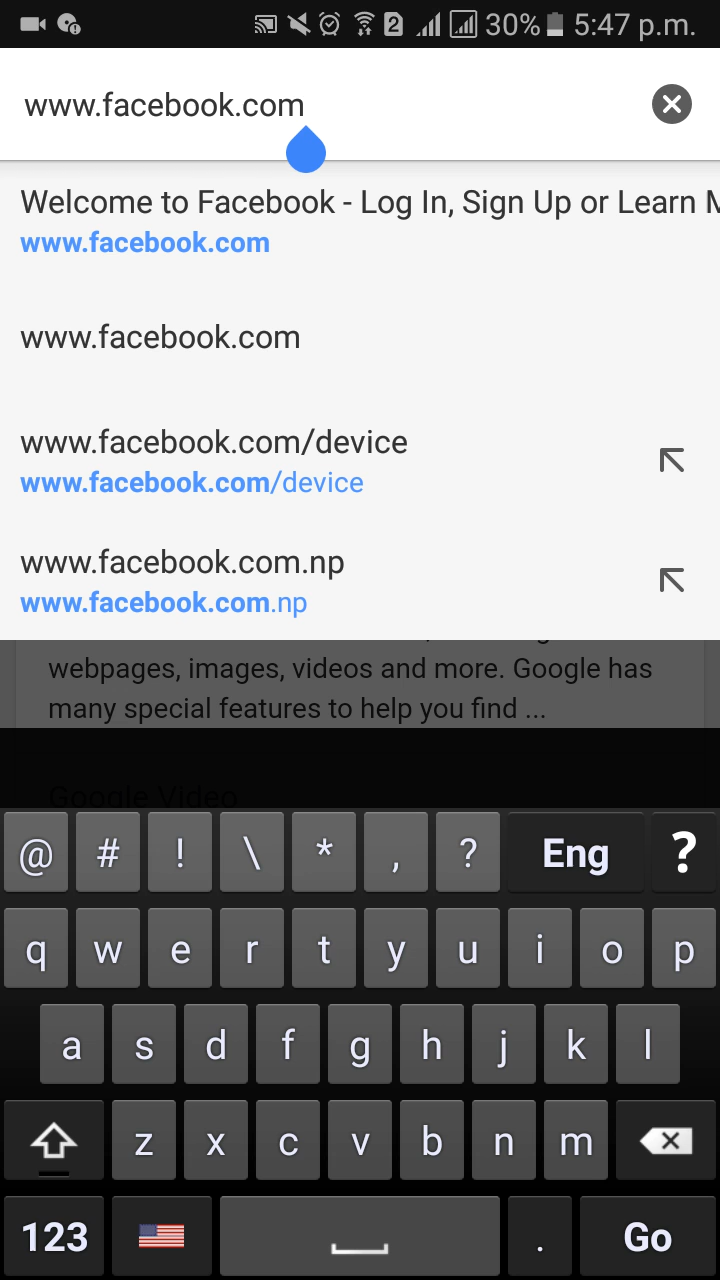 2 30% 5:47 p.m.
www.facebook.com
Welcome to Facebook - Log In, Sign Up or Learn M
www.facebook.com
www.facebook.com
www.facebook.com/device
www.facebook.com/device
www.facebook.com.np
www.facebook.com.np
webpages, images, videos and more. Google has
many special features to help you find ...
Google Video
@ # ! \ * , ? Eng ?
q w e r t y u i o p
a s d f g h j k l
z x c v b n m
123 . Go